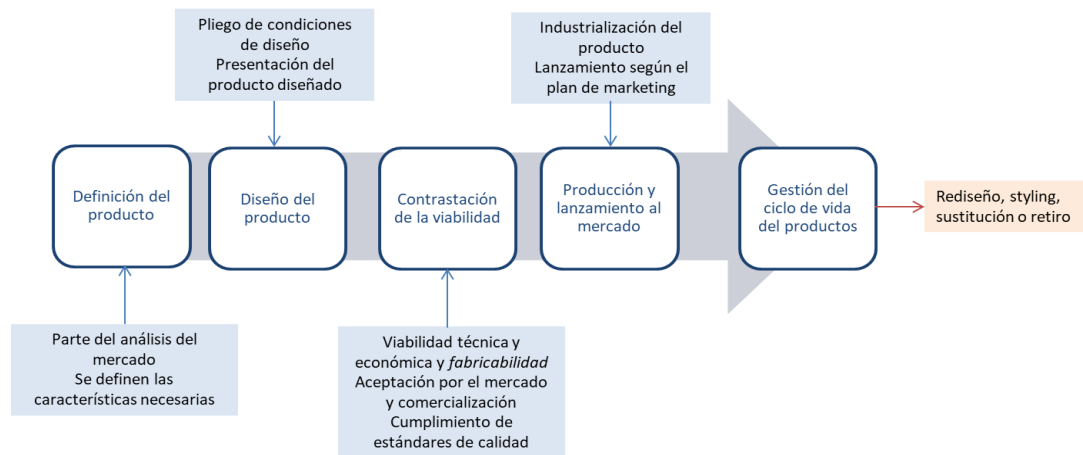 Pliego de condiciones
de diseño
Presentación del
producto diseñado
Industrialización del
producto
Lanzamiento según el
plan de marketing
Definición del
producto
Diseño del
producto
Contrastación
de la viabilidad
Producción y
lanzamiento al
mercado
Gestión del
ciclo de vida
del productos
Rediseño, styling,
sustitución o retiro
Parte del análisis del
mercado
Se definen las
características necesarias
Viabilidad técnica y
económica y fabricabilidad
Aceptación por el mercado
y comercialización
Cumplimiento de
estándares de calidad